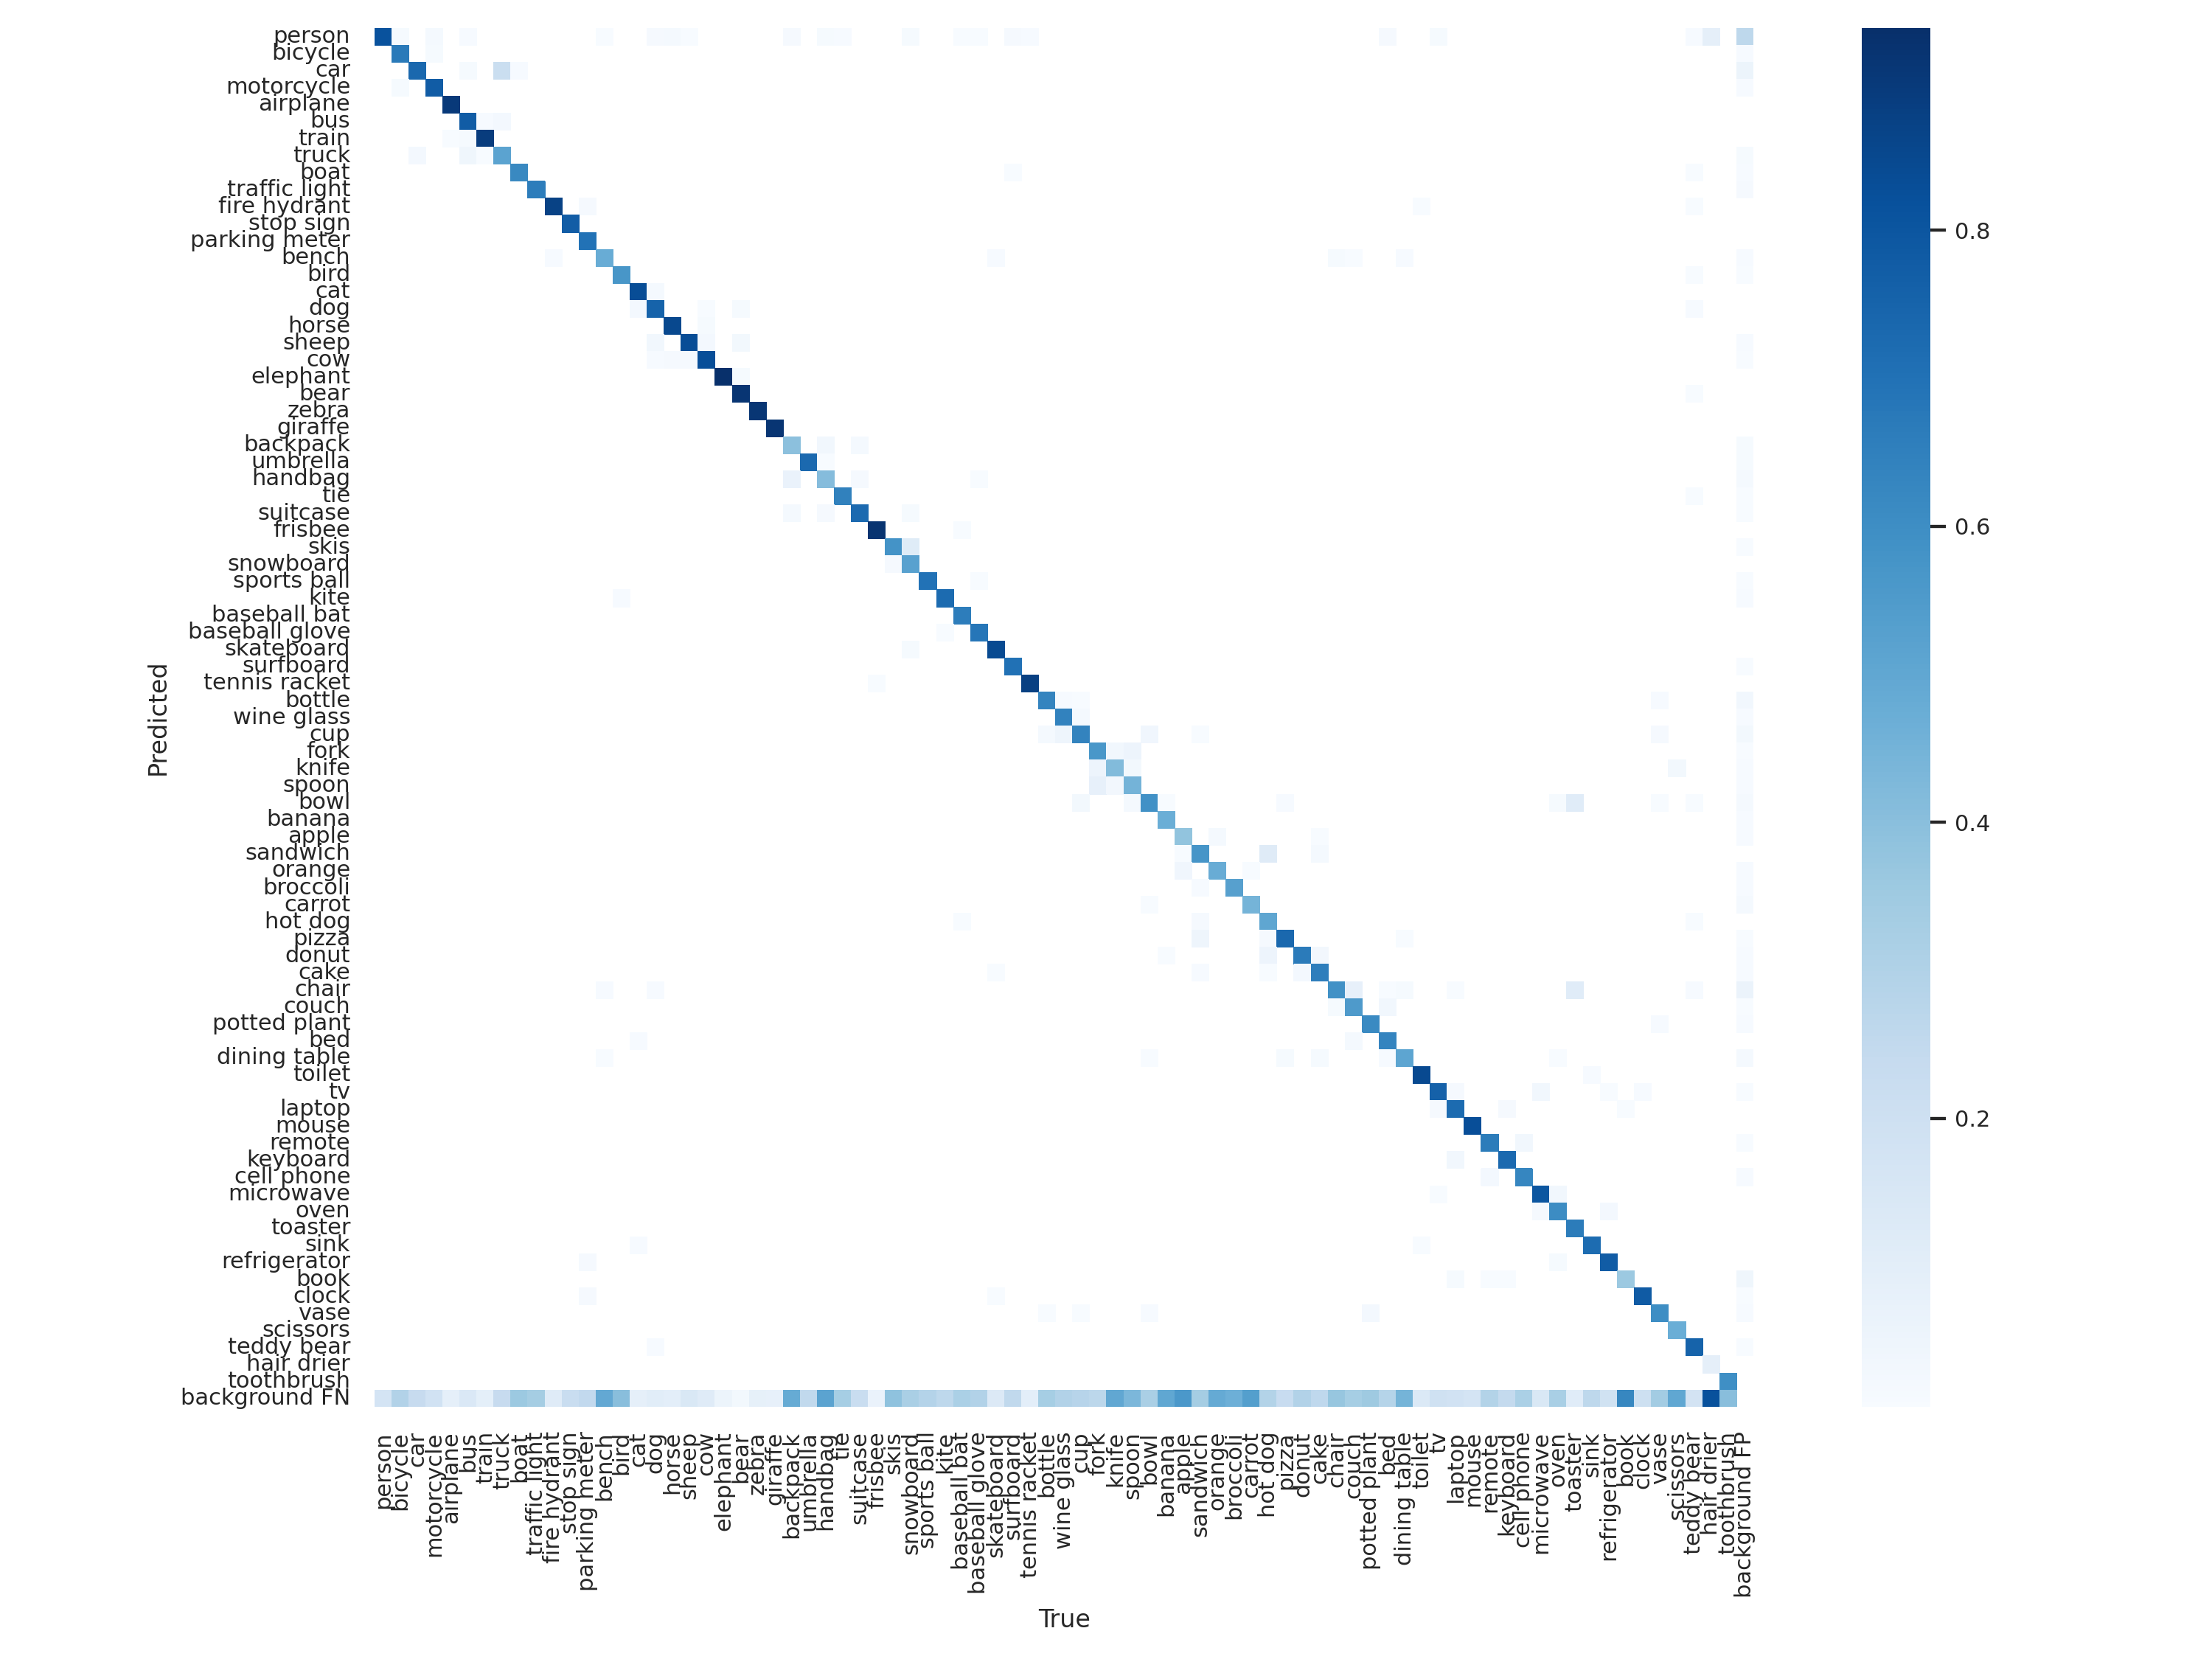 person
bicycle
car
motorcycle
airplane
bus
train
truck
boat
traffic light
fire hydrant
stop sign
parking meter
bench
bird
cat
dog
horse
sheep
cow
elephant
bear
zebra
giraffe
backpack
umbrella
handbag
tie
suitcase
frisbee
skis
snowboard
sports ball
kite
baseball bat
baseball glove
skateboard
surfboard
tennis racket
bottle
wine glass
cup
fork
knife
spoon
bowl
banana
apple
sandwich
orange
broccoli
carrot
hot dog
pizza
donut
cake
chair
couch
potted plant
bed
dining table
toilet
tv
laptop
mouse
remote
keyboard
cell phone
microwave
oven
toaster
sink
refrigerator
book
clock
vase
scissors
teddy bear
hair drier
toothbrush
background FN
Predicted
person
bicycle
car
motorcycle
airplane
bus
train
truck
boat
traffic light
fire hydrant
stop sign
parking meter
bench
bird
cat
dog
horse
sheep
cow
elephant
bear
zebra
giraffe
backpack
umbrella
handbag
tie
suitcase
frisbee
skis
snowboard
sports ball
kite
baseball bat
baseball glove
skateboard
surfboard
tennis racket
bottle
wine glass
cup
fork
knife
spoon
bowl
banana
apple
sandwich
orange
broccoli
carrot
hot dog
pizza
donut
cake
chair
couch
potted plant
bed
dining table
toilet
tv
laptop
mouse
remote
keyboard
cell phone
microwave
oven
toaster
sink
refrigerator
book
clock
vase
scissors
teddy bear
hair drier
toothbrush
background FP
True
0.8
0.6
0.4
0.2